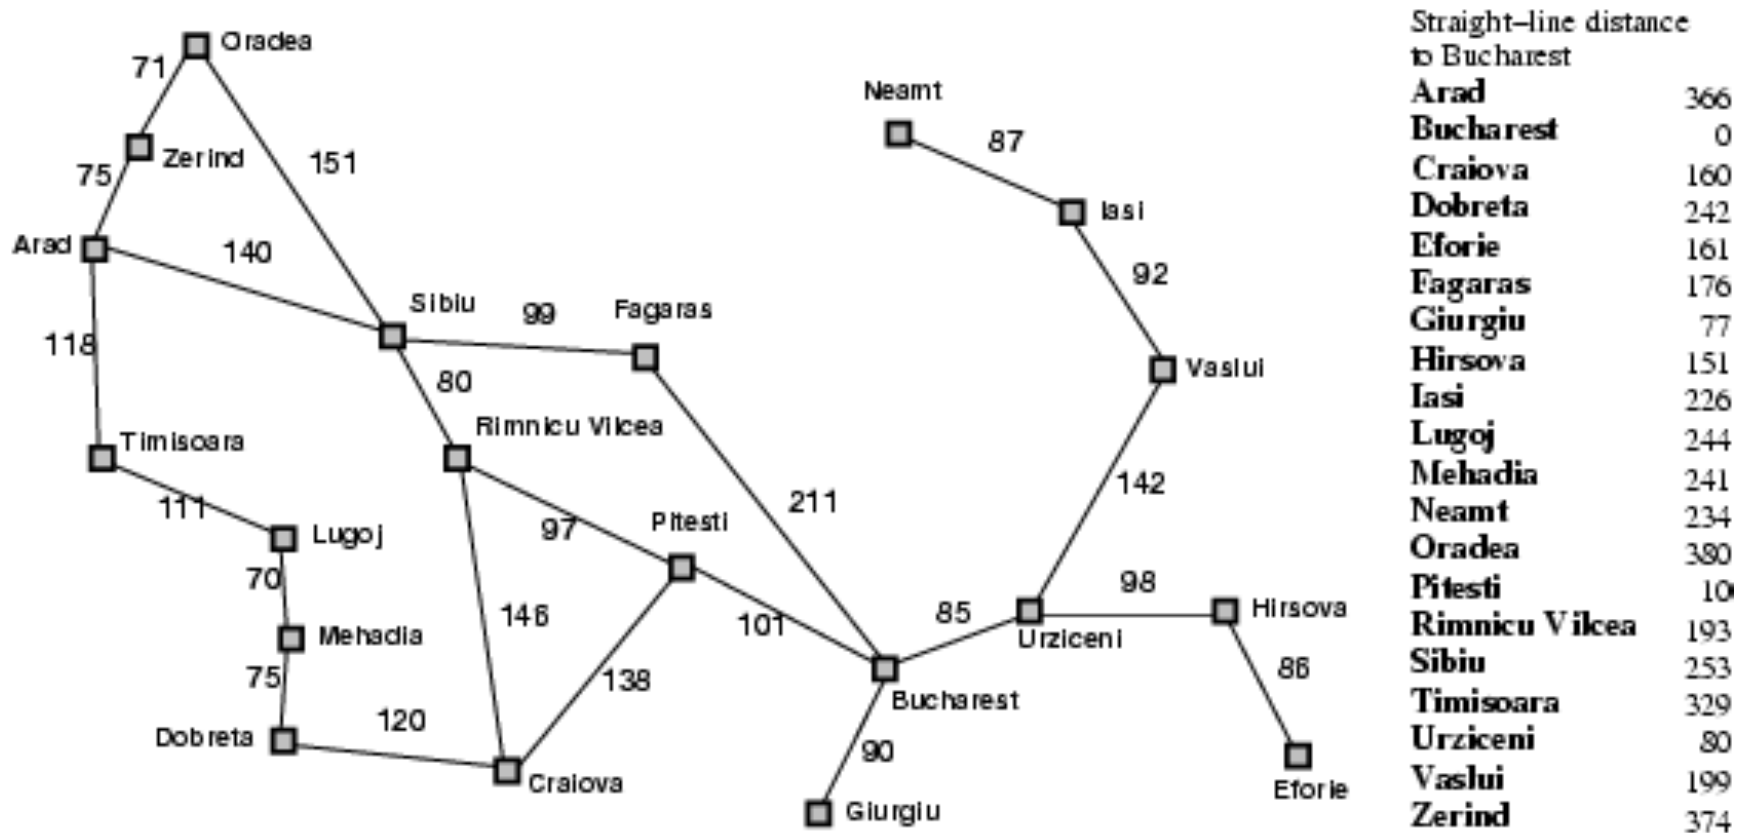 Oradea
71
Neamt
87
Zerind
151
75
Iasi
Arad
140
92
Sibiu
99
Fagaras
118
Vaslui
80
Rimnicu Vilcea
Timisoara
142
211
111
97
Pitesti
Lugoj
70
98
146
101
85
Hirsova
Mehadia
Urziceni
86
75
138
Bucharest
120
Dobreta
90
Craiova
Eforie
Giurgiu
Straight–line distance
to Bucharest
Arad 366
Bucharest 0
Craiova 160
Dobreta 242
Eforie 161
Fagaras 176
Giurgiu 77
Hirsova 151
Iasi 226
Lugoj 244
Mehadia 241
Neamt 234
Oradea 380
Pitesti 10
Rimnicu Vilcea 193
Sibiu 253
Timisoara 329
Urziceni 80
Vaslui 199
Zerind 374